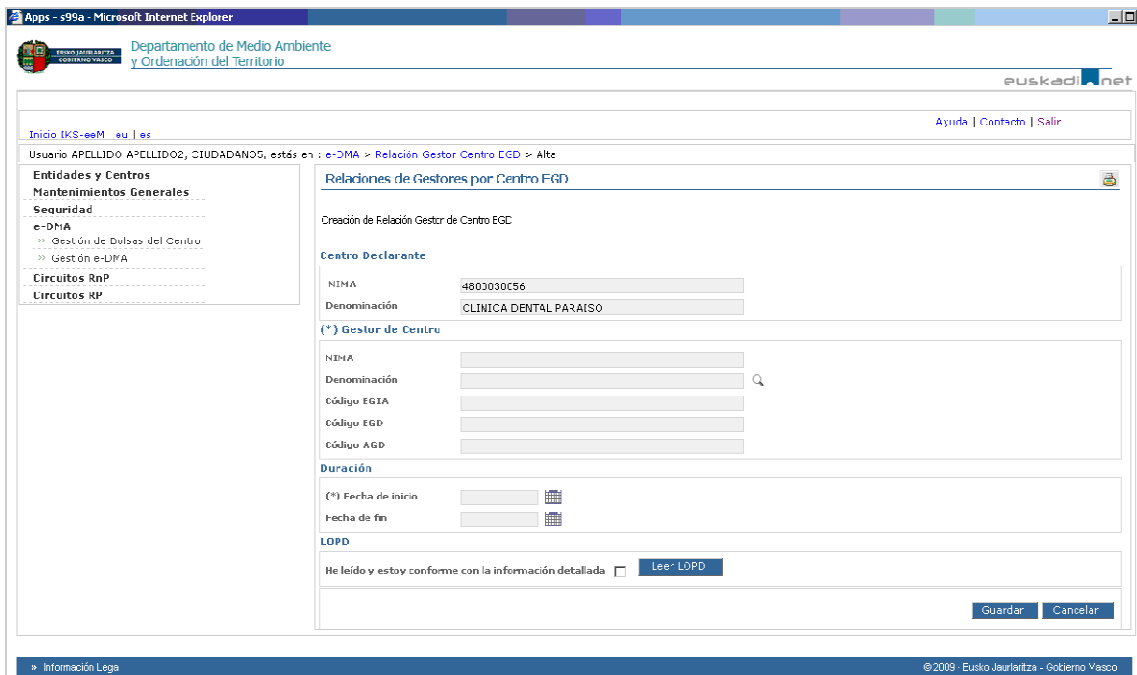 Apps - s99a - Microsoft Internet Explorer
EUSKO JAURLARITZA
GOBIERNO VASCO
Departamento de Medio Ambiente
y Ordenación del Territorio
euskadi.net
Ayuda | Contacto | Salir
Inicio IKS-eeM eu | es
Usuario APELLIDO APELLIDO2, CIUDADANO5, estás en : e-DMA > Relación Gestor Centro EGD > Alta
Entidades y Centros
Mantenimientos Generales
Seguridad
e-DMA
» Gestión de Bolsas del Centro
» Gestión e-DMA
Circuitos RnP
Circuitos RP
Relaciones de Gestores por Centro EGD
Creación de Relación Gestor de Centro EGD
Centro Declarante
NIMA 4800030056
Denominación CLINICA DENTAL PARAISO
(*) Gestor de Centro
NIMA
Denominación
Código EGIA
Código EGD
Código AGD
Duración
(*) Fecha de inicio
Fecha de fin
LOPD
He leído y estoy conforme con la información detallada Leer LOPD
Guardar Cancelar
» Información Lega © 2009 - Eusko Jaurlaritza - Gobierno Vasco